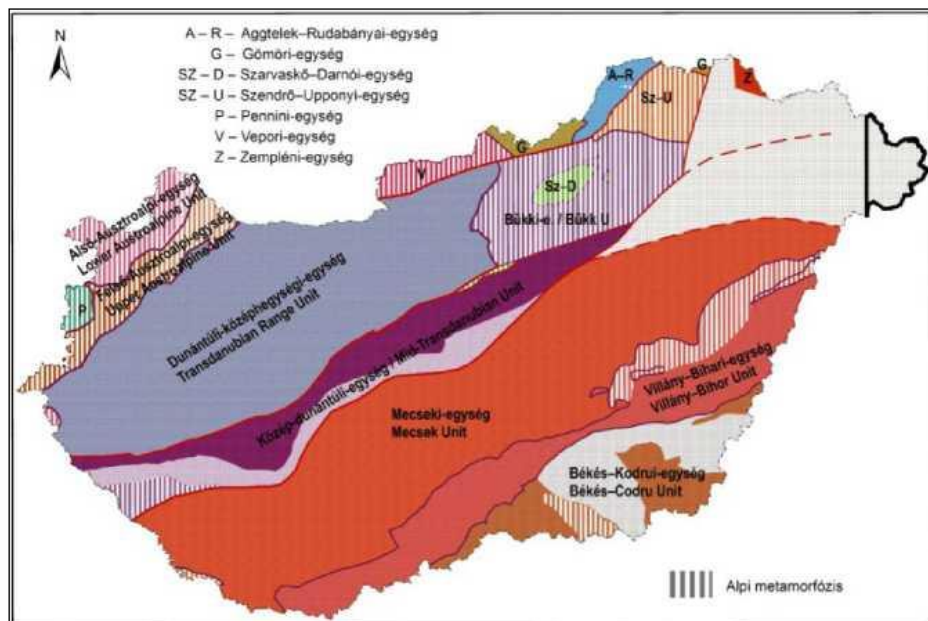 N
A – R – Aggtelek–Rudabányai-egység
G – Gömöri-egység
SZ – D – Szarvaskő–Darnói-egység
SZ – U – Szendrő–Upponyi-egység
P – Pennini-egység
V – Vepori-egység
Z – Zempléni-egység
A–R
G
Z
Sz–U
G
V
Sz–D
Bükki-e. / Bükk U
Alsó-Ausztroalpi-egység
Lower Austroalpine Unit
Felső-Ausztroalpi-egység
Upper Austroalpine Unit
P
Dunántúli-középhegységi-egység
Transdanubian Range Unit
Közép-dunántúli-egység / Mid-Transdanubian Unit
Mecseki-egység
Mecsek Unit
Villány–Bihari-egység
Villány–Bihor Unit
Békés–Kodrui-egység
Békés–Codru Unit
Alpi metamorfózis